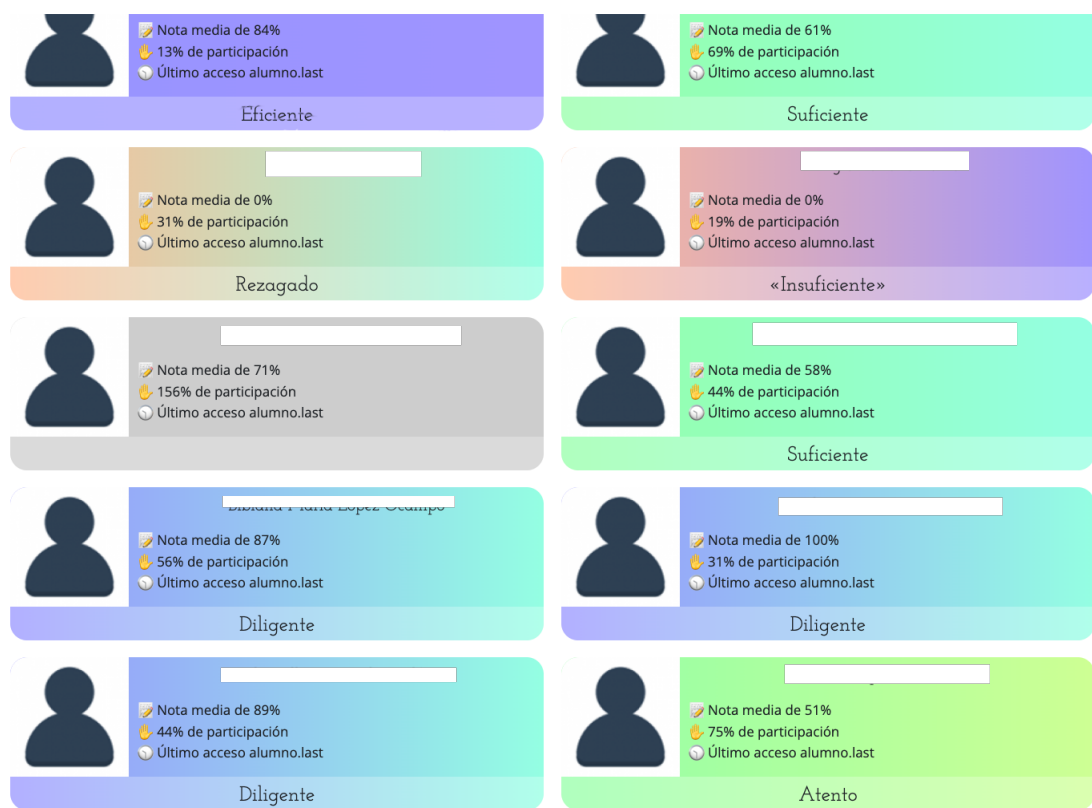 Nota media de 84%
13% de participación
Último acceso alumno.last
Eficiente
Nota media de 61%
69% de participación
Último acceso alumno.last
Suficiente
Nota media de 0%
31% de participación
Último acceso alumno.last
Rezagado
Nota media de 0%
19% de participación
Último acceso alumno.last
«Insuficiente»
Nota media de 71%
156% de participación
Último acceso alumno.last
Nota media de 58%
44% de participación
Último acceso alumno.last
Suficiente
Nota media de 87%
56% de participación
Último acceso alumno.last
Diligente
Nota media de 100%
31% de participación
Último acceso alumno.last
Diligente
Nota media de 89%
44% de participación
Último acceso alumno.last
Diligente
Nota media de 51%
75% de participación
Último acceso alumno.last
Atento